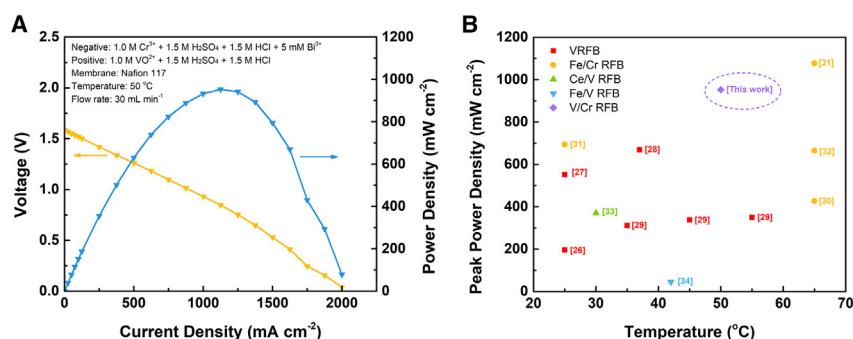 A
Negative: 1.0 M Cr³⁺ + 1.5 M H₂SO₄ + 1.5 M HCl + 5 mM Bi³⁺
Positive: 1.0 M VO²⁺ + 1.5 M H₂SO₄ + 1.5 M HCl
Membrane: Nafion 117
Temperature: 50 °C
Flow rate: 30 mL min⁻¹
Voltage (V)
2.5
2.0
1.5
1.0
0.5
0.0
0
500
1000
1500
2000
Current Density (mA cm⁻²)
1200
1000
800
600
400
200
0
Power Density (mW cm⁻²)
B
Peak Power Density (mW cm⁻²)
1200
1000
800
600
400
200
0
VRFB
Fe/Cr RFB
Ce/V RFB
Fe/V RFB
V/Cr RFB
[31]
[This work]
[31]
[28]
[32]
[27]
[30]
[33]
[29]
[29]
[29]
[26]
[34]
20
30
40
50
60
70
Temperature (°C)